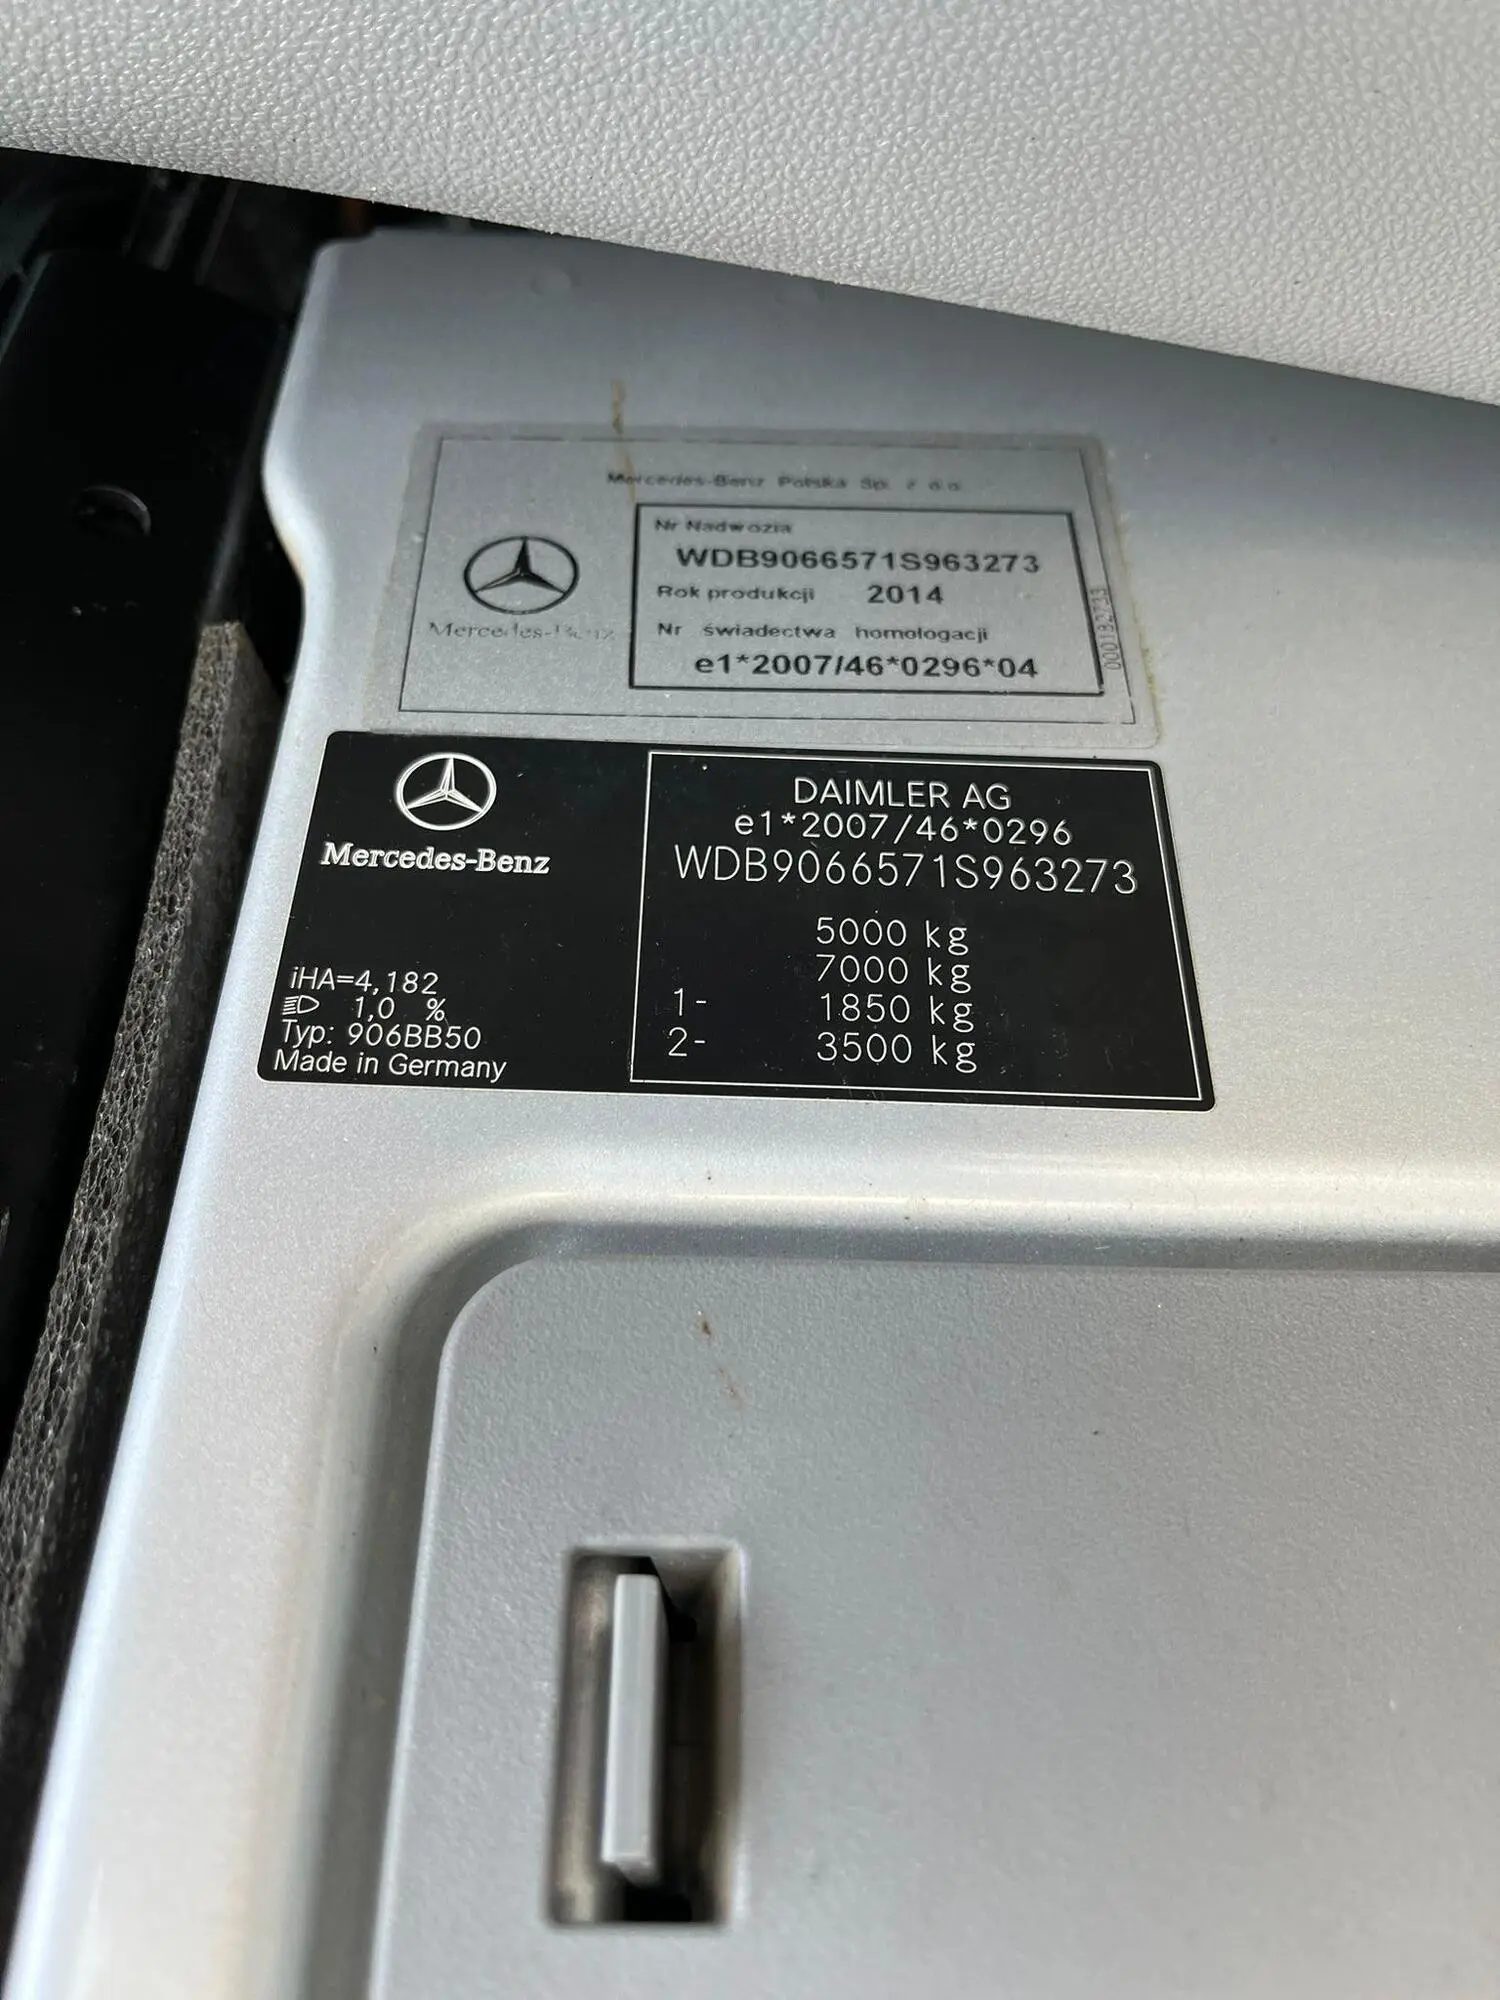 Mercedes-Benz Polska Sp. z o.o.
Nr Nadwozia
WDB9066571S963273
Rok produkcji 2014
Nr świadectwa homologacji
e1*2007/46*0296*04
Mercedes-Benz
000182733
Mercedes-Benz
iHA=4,182
1,0 %
Typ: 906BB50
Made in Germany
DAIMLER AG
e1*2007/46*0296
WDB9066571S963273
5000 kg
7000 kg
1- 1850 kg
2- 3500 kg